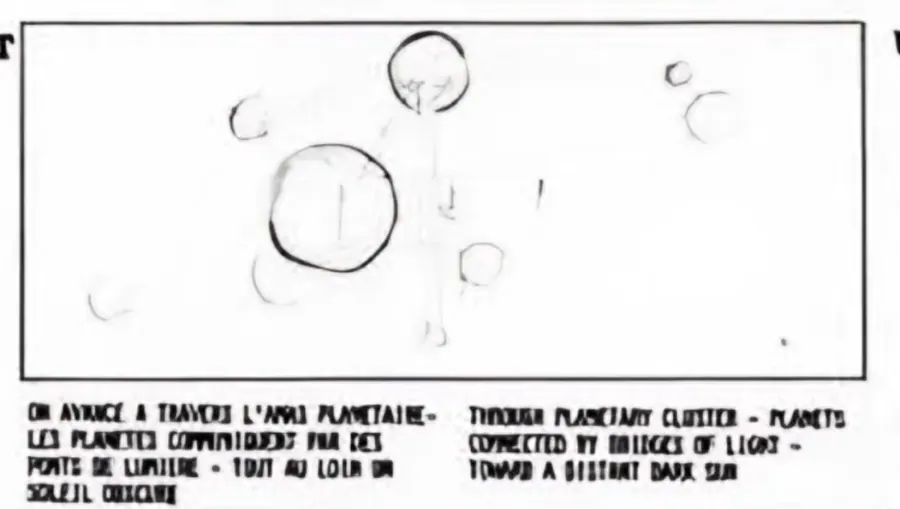 T
ON AVANCE A TRAVERS L'AMAS PLANETAIRE-
LES PLANETES COMMUNIQUENT PAR DES
PONTS DE LUMIERE - TOUT AU LOIN UN
SOLEIL OBSCUR
THROUGH PLANETARY CLUSTER - PLANETS
CONNECTED BY BRIDGES OF LIGHT -
TOWARD A DISTANT DARK SUN